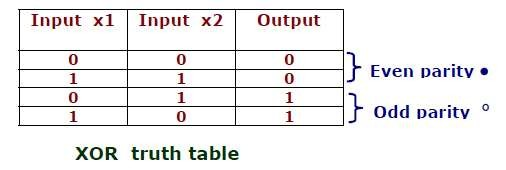 Input x1 Input x2 Output
0 0 0
1 1 0
Even parity •
0 1 1
1 0 1
Odd parity °
XOR truth table